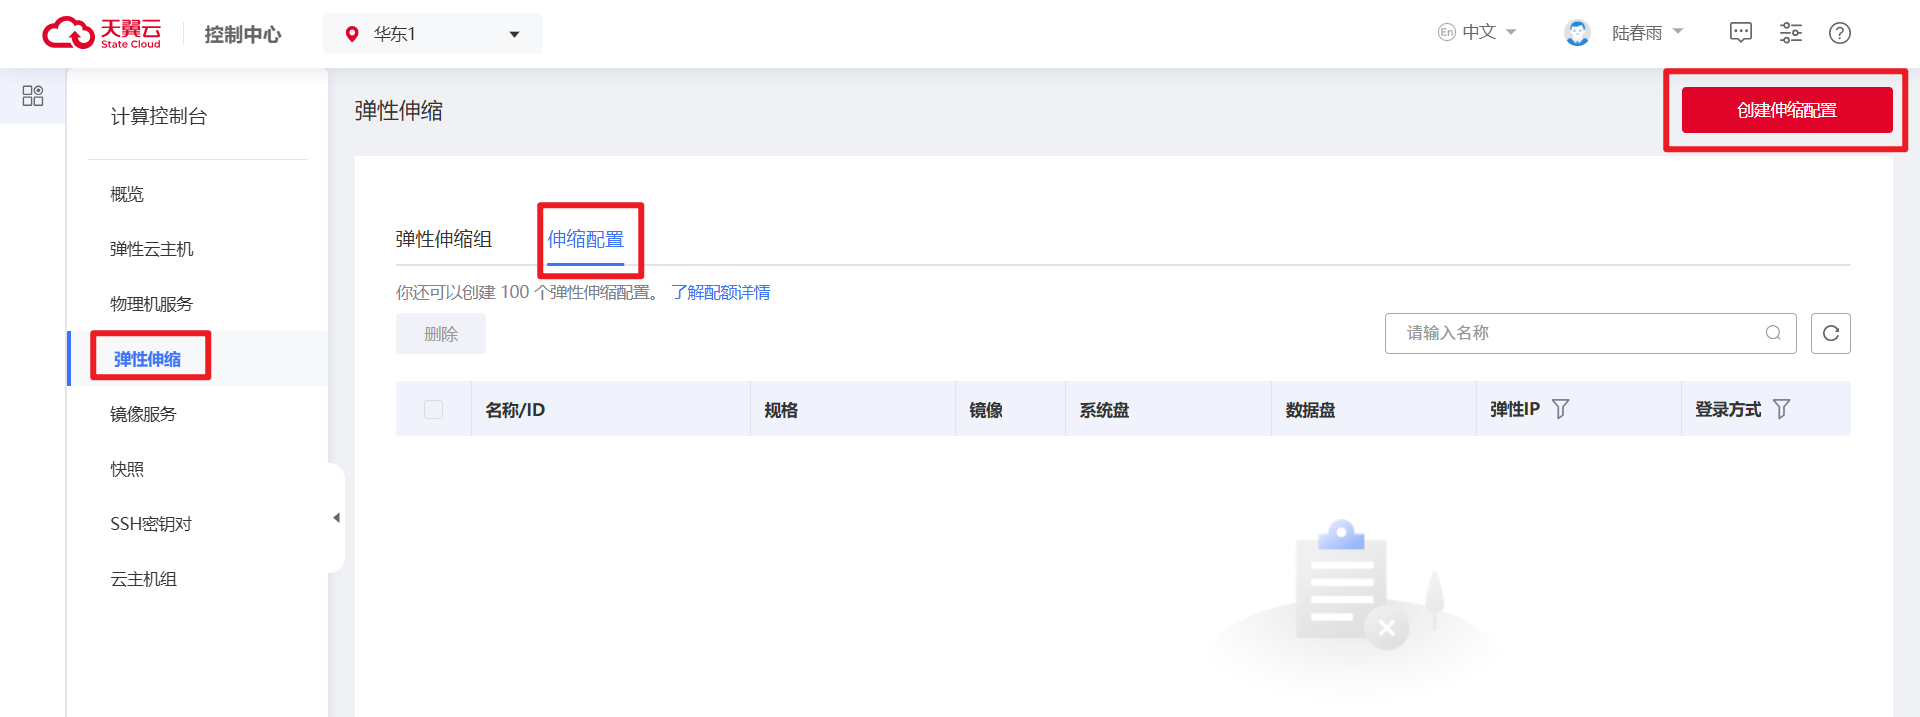 天翼云
State Cloud
控制中心
华东1
En 中文
陆春雨
计算控制台
概览
弹性云主机
物理机服务
弹性伸缩
镜像服务
快照
SSH密钥对
云主机组
弹性伸缩
创建伸缩配置
弹性伸缩组
伸缩配置
你还可以创建 100 个弹性伸缩配置。 了解配额详情
删除
请输入名称
名称/ID
规格
镜像
系统盘
数据盘
弹性IP
登录方式